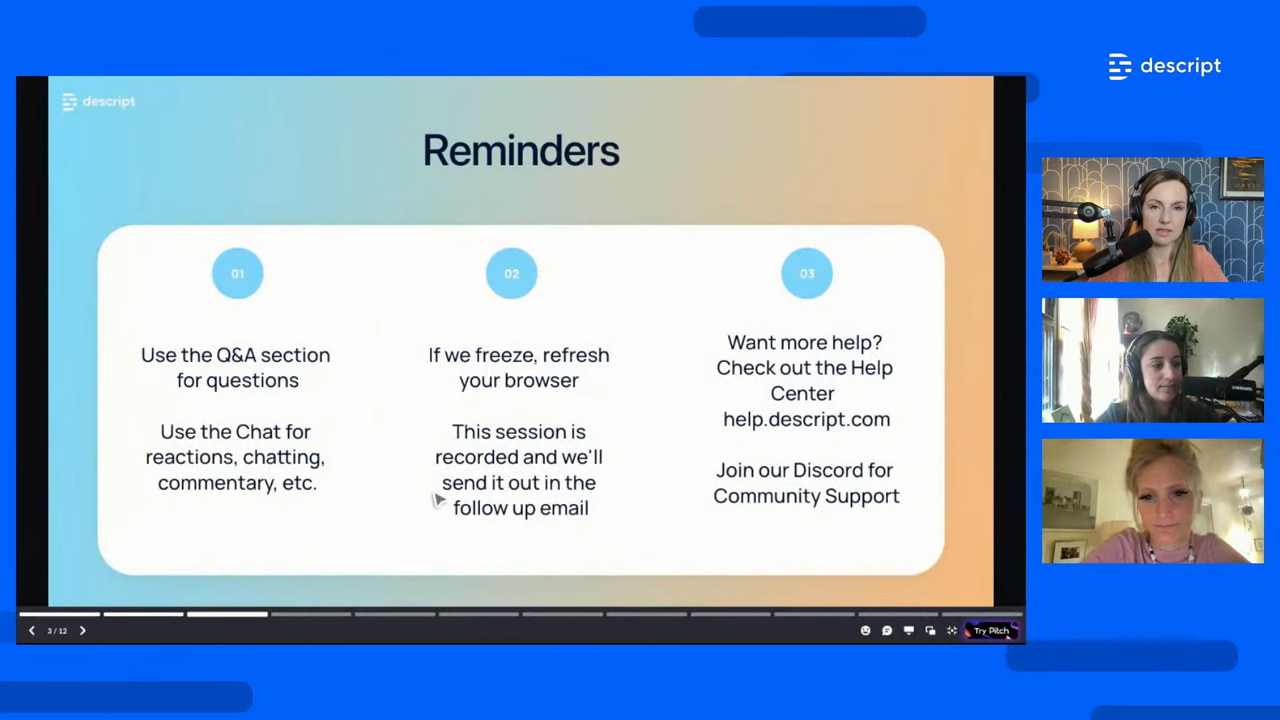 descript
descript
Reminders
01
Use the Q&A section
for questions
Use the Chat for
reactions, chatting,
commentary, etc.
02
If we freeze, refresh
your browser
This session is
recorded and we'll
send it out in the
follow up email
03
Want more help?
Check out the Help
Center
help.descript.com
Join our Discord for
Community Support
3 / 12
Try Pitch